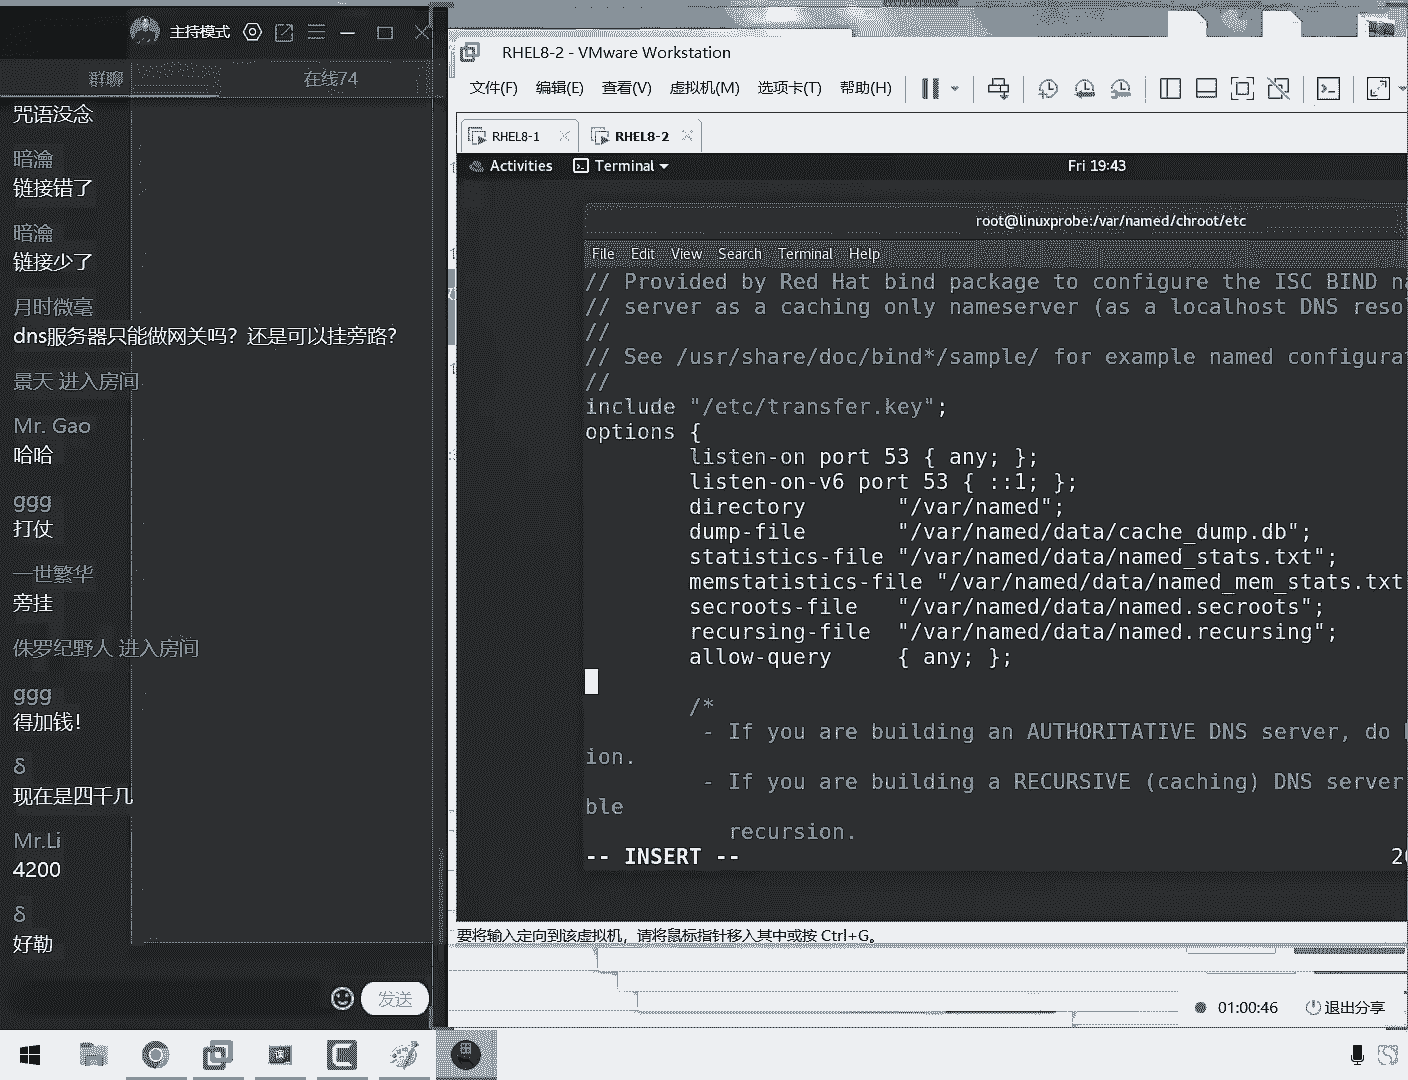 主持模式
群聊
在线74
咒语没念
暗瀹
链接错了
暗瀹
链接少了
月时微毫
dns服务器只能做网关吗？还是可以挂旁路？
景天 进入房间
Mr. Gao
哈哈
ggg
打仗
一世繁华
旁挂
侏罗纪野人 进入房间
ggg
得加钱！
δ
现在是四千几
Mr.Li
4200
δ
好勒
发送
RHEL8-2 - VMware Workstation
文件(F) 编辑(E) 查看(V) 虚拟机(M) 选项卡(T) 帮助(H)
RHEL8-1
RHEL8-2
Activities
Terminal
Fri 19:43
root@linuxprobe:/var/named/chroot/etc
File Edit View Search Terminal Help
// Provided by Red Hat bind package to configure the ISC BIND
// server as a caching only nameserver (as a localhost DNS
//
// See /usr/share/doc/bind*/sample/ for example named
//
include "/etc/transfer.key";
options {
listen-on port 53 { any; };
listen-on-v6 port 53 { ::1; };
directory "/var/named";
dump-file "/var/named/data/cache_dump.db";
statistics-file "/var/named/data/named_stats.txt";
memstatistics-file "/var/named/data/named_mem_stats.txt
secroots-file "/var/named/data/named.secroots";
recursing-file "/var/named/data/named.recursing";
allow-query { any; };
/*
- If you are building an AUTHORITATIVE DNS server, do
ion.
- If you are building a RECURSIVE (caching) DNS server
ble
recursion.
-- INSERT --
要将输入定向到该虚拟机，请将鼠标指针移入其中或按 Ctrl+G。
01:00:46
退出分享